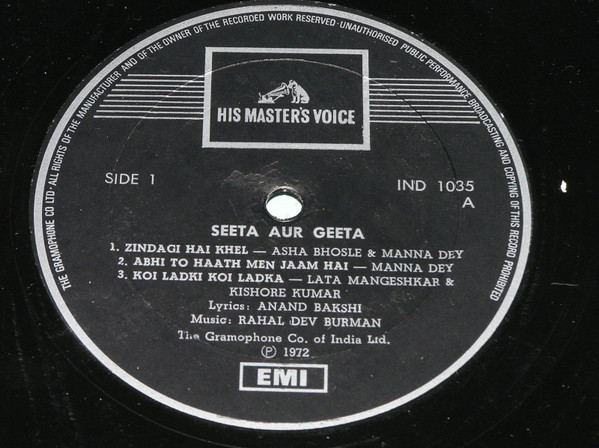 THE GRAMOPHONE CO LTD · ALL RIGHTS OF THE MANUFACTURER AND OF THE OWNER OF THE RECORDED WORK RESERVED · UNAUTHORISED PUBLIC PERFORMANCE BROADCASTING AND COPYING OF THIS RECORD PROHIBITED
HIS MASTER'S VOICE
SIDE 1
IND 1035
A
SEETA AUR GEETA
1. ZINDAGI HAI KHEL — ASHA BHOSLE & MANNA DEY
2. ABHI TO HAATH MEN JAAM HAI — MANNA DEY
3. KOI LADKI KOI LADKA — LATA MANGESHKAR &
KISHORE KUMAR
Lyrics: ANAND BAKSHI
Music: RAHAL DEV BURMAN
The Gramophone Co. of India Ltd.
Ⓟ 1972
EMI